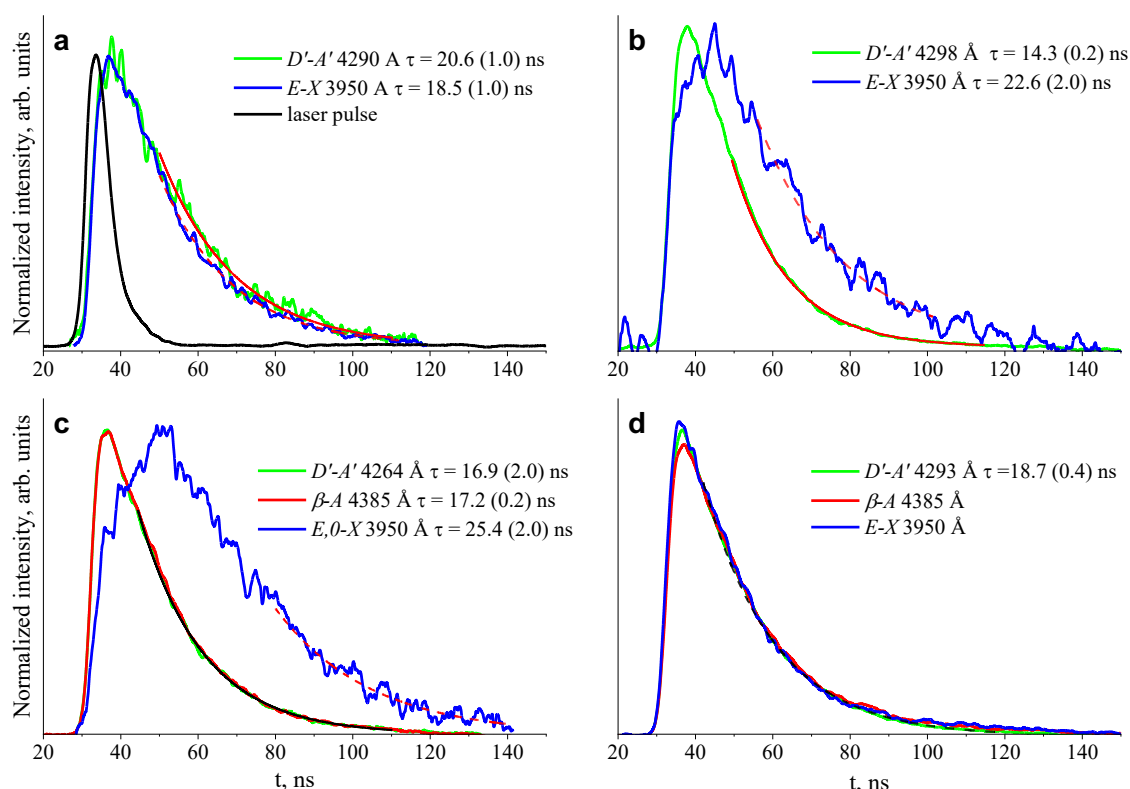 Normalized intensity, arb. units
a
D′-A′ 4290 A τ = 20.6 (1.0) ns
E-X 3950 A τ = 18.5 (1.0) ns
laser pulse
20 40 60 80 100 120 140
b
D′-A′ 4298 Å τ = 14.3 (0.2) ns
E-X 3950 Å τ = 22.6 (2.0) ns
20 40 60 80 100 120 140
Normalized intensity, arb. units
c
D′-A′ 4264 Å τ = 16.9 (2.0) ns
β-A 4385 Å τ = 17.2 (0.2) ns
E,0-X 3950 Å τ = 25.4 (2.0) ns
20 40 60 80 100 120 140
t, ns
d
D′-A′ 4293 Å τ =18.7 (0.4) ns
β-A 4385 Å
E-X 3950 Å
20 40 60 80 100 120 140
t, ns